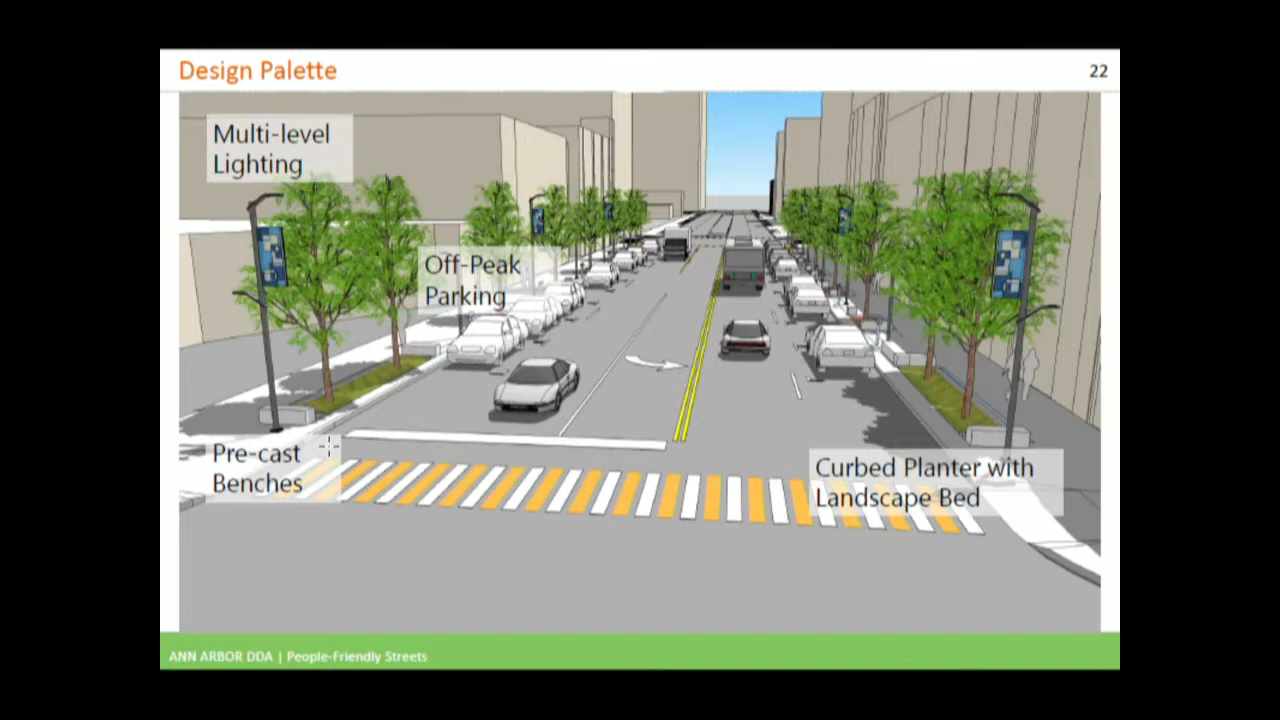 Design Palette
22
Multi-level
Lighting
Off-Peak
Parking
Pre-cast
Benches
Curbed Planter with
Landscape Bed
ANN ARBOR DDA | People-Friendly Streets